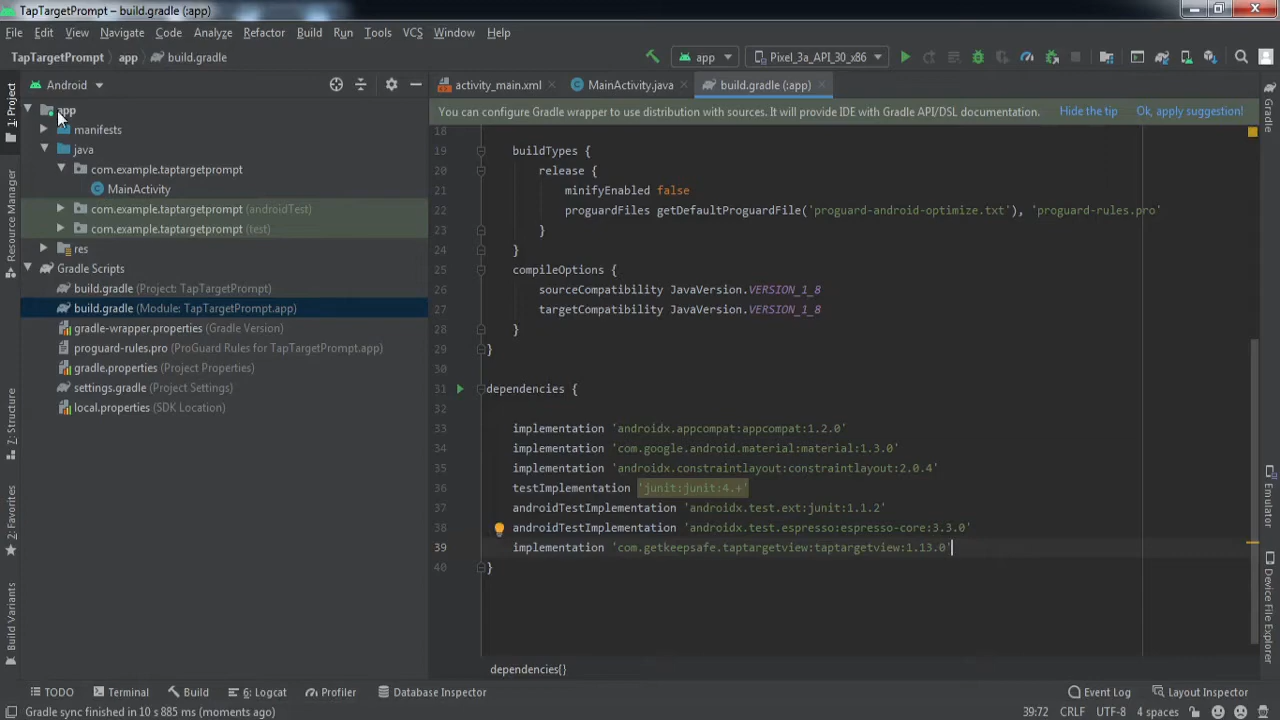 TapTargetPrompt – build.gradle (:app)
File Edit View Navigate Code Analyze Refactor Build Run Tools VCS Window Help
TapTargetPrompt app build.gradle
app
Pixel_3a_API_30_x86
Android
activity_main.xml
MainActivity.java
build.gradle (:app)
You can configure Gradle wrapper to use distribution with sources. It will provide IDE with Gradle API/DSL documentation.
Hide the tip
Ok, apply suggestion!
1: Project
Resource Manager
Z: Structure
2: Favorites
Build Variants
app
manifests
java
com.example.taptargetprompt
MainActivity
com.example.taptargetprompt (androidTest)
com.example.taptargetprompt (test)
res
Gradle Scripts
build.gradle (Project: TapTargetPrompt)
build.gradle (Module: TapTargetPrompt.app)
gradle-wrapper.properties (Gradle Version)
proguard-rules.pro (ProGuard Rules for TapTargetPrompt.app)
gradle.properties (Project Properties)
settings.gradle (Project Settings)
local.properties (SDK Location)
18
19 buildTypes {
20 release {
21 minifyEnabled false
22 proguardFiles getDefaultProguardFile('proguard-android-optimize.txt'), 'proguard-rules.pro'
23 }
24 }
25 compileOptions {
26 sourceCompatibility JavaVersion.VERSION_1_8
27 targetCompatibility JavaVersion.VERSION_1_8
28 }
29 }
30
31 dependencies {
32
33 implementation 'androidx.appcompat:appcompat:1.2.0'
34 implementation 'com.google.android.material:material:1.3.0'
35 implementation 'androidx.constraintlayout:constraintlayout:2.0.4'
36 testImplementation 'junit:junit:4.+'
37 androidTestImplementation 'androidx.test.ext:junit:1.1.2'
38 androidTestImplementation 'androidx.test.espresso:espresso-core:3.3.0'
39 implementation 'com.getkeepsafe.taptargetview:taptargetview:1.13.0'
40 }
dependencies{}
Gradle
Emulator
Device File Explorer
TODO
Terminal
Build
6: Logcat
Profiler
Database Inspector
Event Log
Layout Inspector
Gradle sync finished in 10 s 885 ms (moments ago)
39:72 CRLF UTF-8 4 spaces